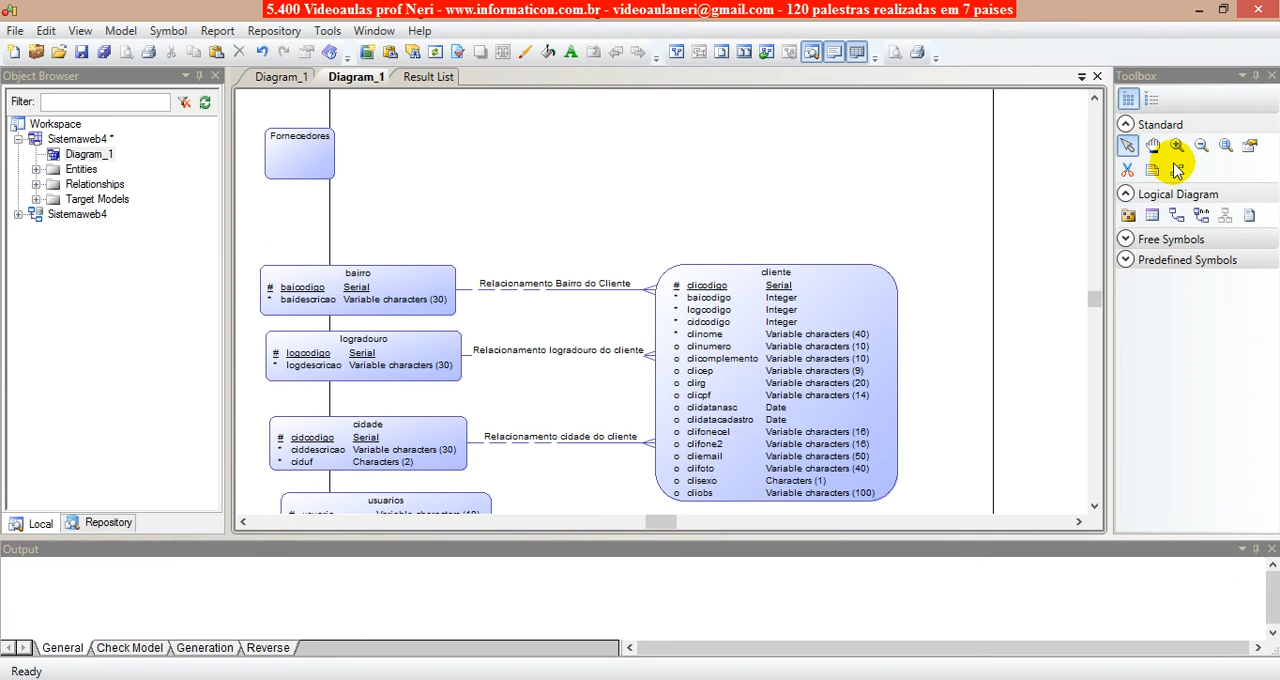 5.400 Videoaulas prof Neri - www.informaticon.com.br - videoaulaneri@gmail.com - 120 palestras realizadas em 7 paises
File Edit View Model Symbol Report Repository Tools Window Help
Object Browser
Filter:
Workspace
Sistemaweb4 *
Diagram_1
Entities
Relationships
Target Models
Sistemaweb4
Local
Repository
Diagram_1
Diagram_1
Result List
Fornecedores
bairro
# baicodigo Serial
* baidescricao Variable characters (30)
Relacionamento Bairro do Cliente
logradouro
# logcodigo Serial
* logdescricao Variable characters (30)
Relacionamento logradouro do cliente
cidade
# cidcodigo Serial
* ciddescricao Variable characters (30)
* ciduf Characters (2)
Relacionamento cidade do cliente
usuarios
cliente
# clicodigo Serial
* baicodigo Integer
* logcodigo Integer
* cidcodigo Integer
* clinome Variable characters (40)
o clinumero Variable characters (10)
o clicomplemento Variable characters (10)
o clicep Variable characters (9)
o clirg Variable characters (20)
o clicpf Variable characters (14)
o clidatanasc Date
o clidatacadastro Date
o clifonecel Variable characters (16)
o clifone2 Variable characters (16)
o cliemail Variable characters (50)
o clifoto Variable characters (40)
o clisexo Characters (1)
o cliobs Variable characters (100)
Toolbox
Standard
Logical Diagram
Free Symbols
Predefined Symbols
Output
General
Check Model
Generation
Reverse
Ready